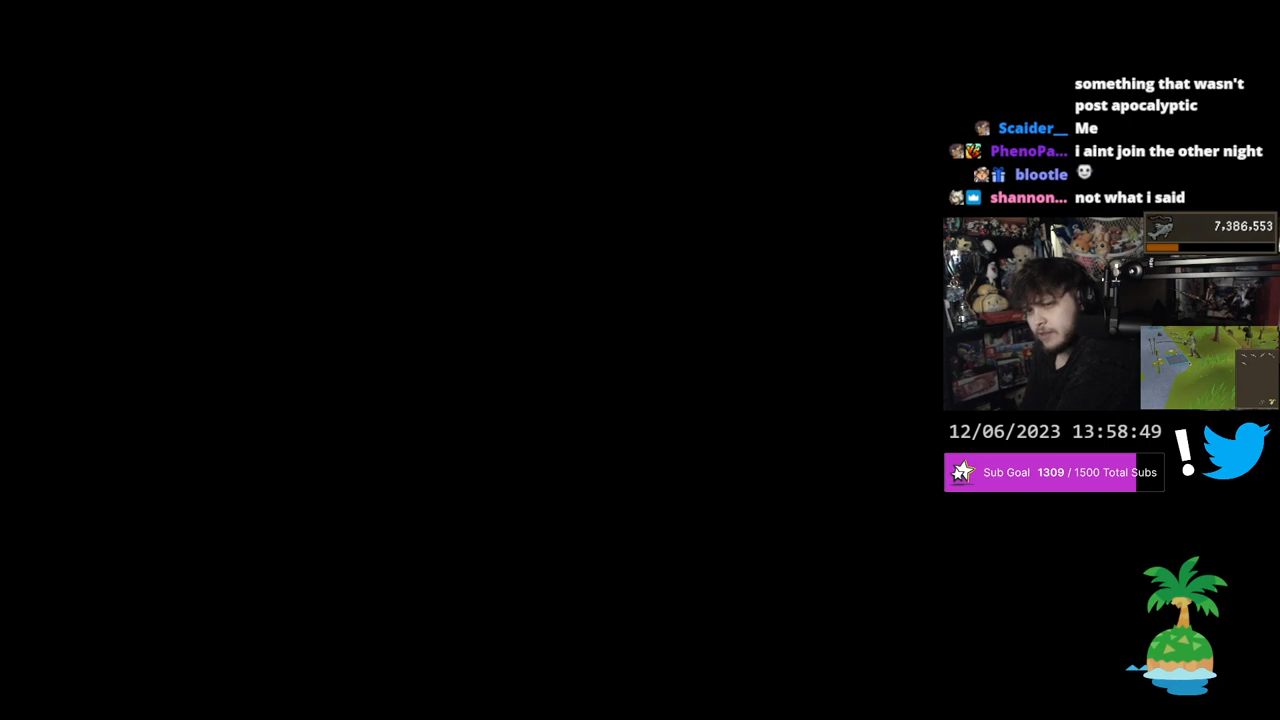 something that wasn't
post apocalyptic
Scaider__ Me
PhenoPa... i aint join the other night
blootle
shannon... not what i said
7,386,553
12/06/2023 13:58:49
!
Sub Goal 1309 / 1500 Total Subs